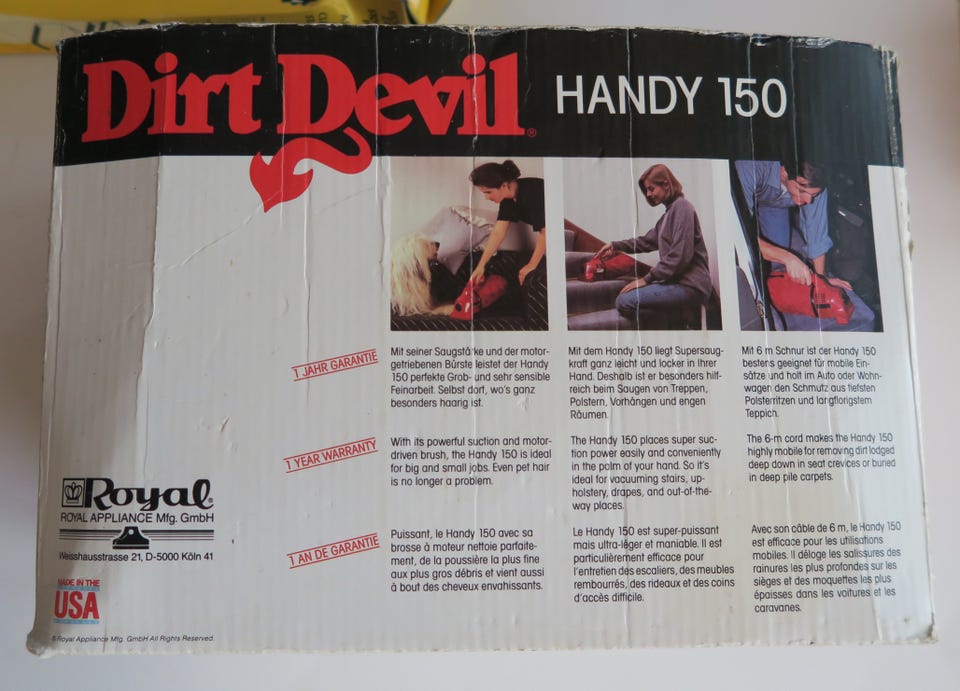 Dirt Devil®
HANDY 150
1 JAHR GARANTIE
Mit seiner Saugstärke und der motor-
getriebenen Bürste leistet der Handy
150 perfekte Grob- und sehr sensible
Feinarbeit. Selbst dort, wo's ganz
besonders haarig ist.
Mit dem Handy 150 liegt Supersaug-
kraft ganz leicht und locker in Ihrer
Hand. Deshalb ist er besonders hilf-
reich beim Saugen von Treppen,
Polstern, Vorhängen und engen
Räumen.
Mit 6 m Schnur ist der Handy 150
bestens geeignet für mobile Ein-
sätze und holt im Auto oder Wohn-
wagen den Schmutz aus tiefsten
Polsterritzen und langflorigstem
Teppich.
1 YEAR WARRANTY
With its powerful suction and motor-
driven brush, the Handy 150 is ideal
for big and small jobs. Even pet hair
is no longer a problem.
The Handy 150 places super suc-
tion power easily and conveniently
in the palm of your hand. So it's
ideal for vacuuming stairs, up-
holstery, drapes, and out-of-the-
way places.
The 6-m cord makes the Handy 150
highly mobile for removing dirt lodged
deep down in seat crevices or buried
in deep pile carpets.
1 AN DE GARANTIE
Puissant, le Handy 150 avec sa
brosse à moteur nettoie parfaite-
ment, de la poussière la plus fine
aux plus gros débris et vient aussi
à bout des cheveux envahissants.
Le Handy 150 est super-puissant
mais ultra-léger et maniable. Il est
particulièrement efficace pour
l'entretien des escaliers, des meubles
rembourrés, des rideaux et des coins
d'accès difficile.
Avec son câble de 6 m, le Handy 150
est efficace pour les utilisations
mobiles. Il déloge les salissures des
rainures les plus profondes sur les
sièges et des moquettes les plus
épaisses dans les voitures et les
caravanes.
Royal®
ROYAL APPLIANCE Mfg. GmbH
Weisshausstrasse 21, D-5000 Köln 41
MADE IN THE
USA
©Royal Appliance Mfg. GmbH All Rights Reserved.